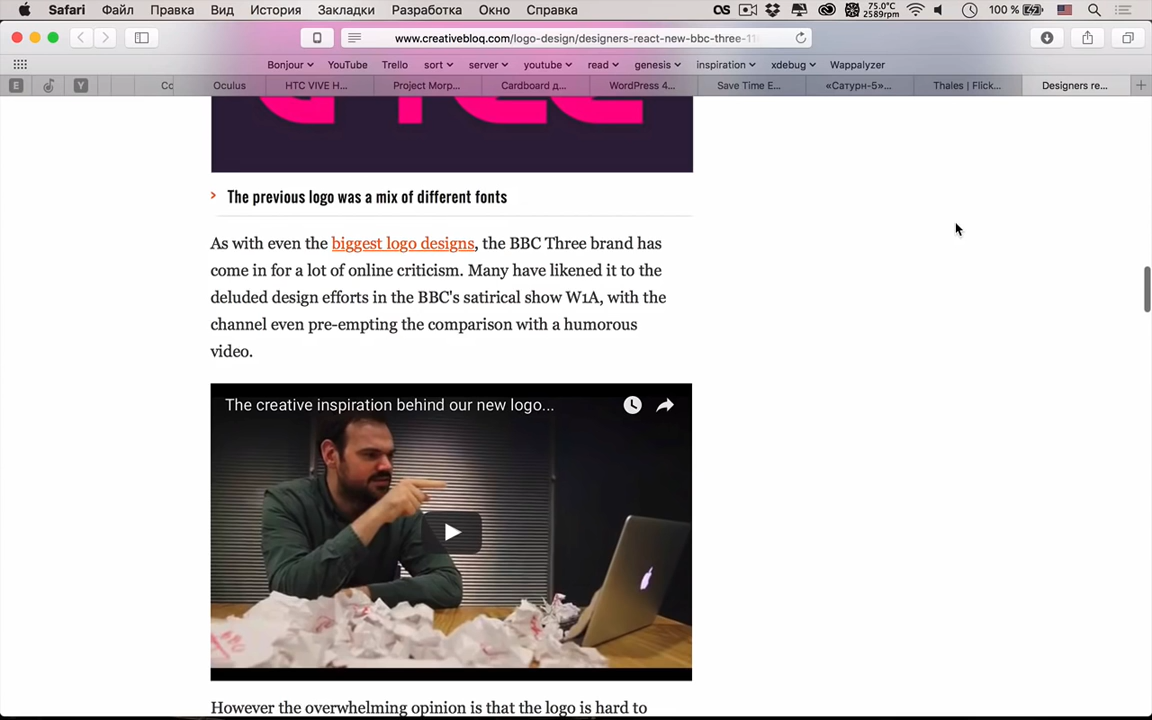 Safari Файл Правка Вид История Закладки Разработка Окно Справка 75.0°C 2589rpm 100 %
www.creativebloq.com/logo-design/designers-react-new-bbc-three-11
Bonjour YouTube Trello sort server youtube read genesis inspiration xdebug Wappalyzer
E Y Cc Oculus HTC VIVE H... Project Morp... Cardboard д... WordPress 4... Save Time E... «Сатурн-5»... Thales | Flick... Designers re...
The previous logo was a mix of different fonts
As with even the biggest logo designs, the BBC Three brand has
come in for a lot of online criticism. Many have likened it to the
deluded design efforts in the BBC's satirical show W1A, with the
channel even pre-empting the comparison with a humorous
video.
The creative inspiration behind our new logo...
However the overwhelming opinion is that the logo is hard to